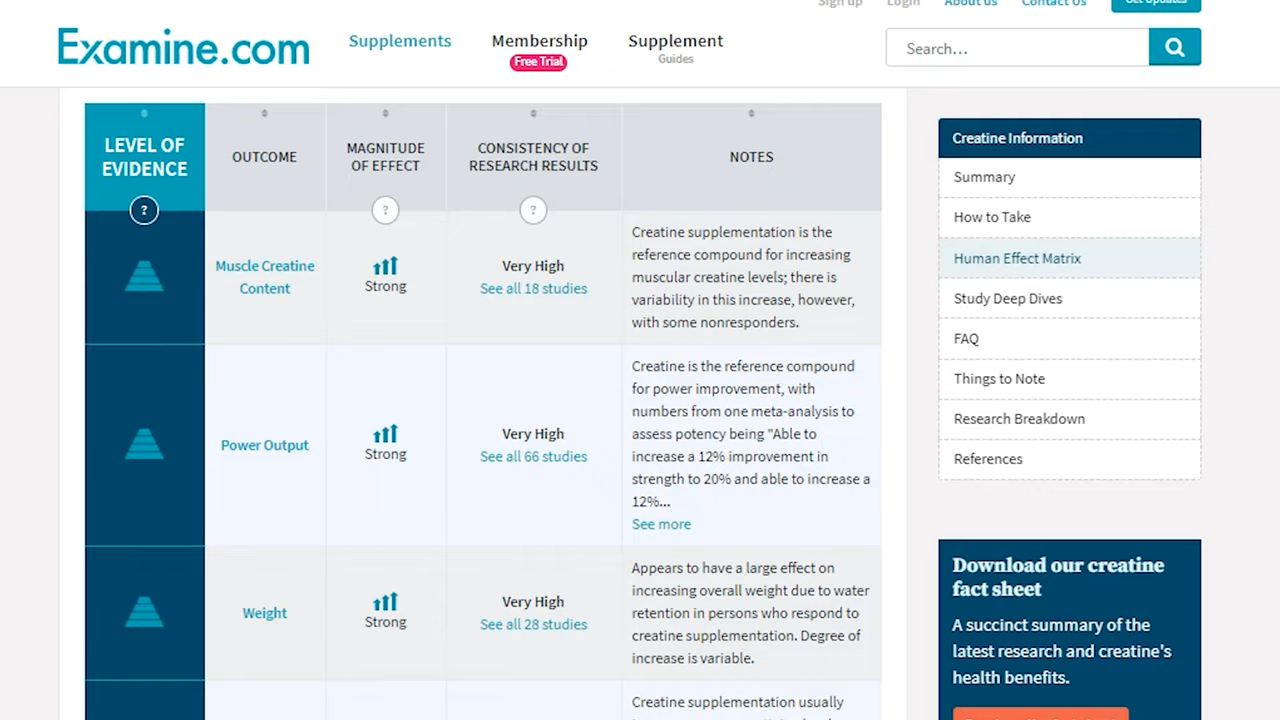 Sign up
Login
About us
Contact Us
Get Updates
Examine.com
Supplements
Membership
Free Trial
Supplement
Guides
Search...
LEVEL OF
EVIDENCE
?
OUTCOME
MAGNITUDE
OF EFFECT
?
CONSISTENCY OF
RESEARCH RESULTS
?
NOTES
Muscle Creatine
Content
Strong
Very High
See all 18 studies
Creatine supplementation is the
reference compound for increasing
muscular creatine levels; there is
variability in this increase, however,
with some nonresponders.
Power Output
Strong
Very High
See all 66 studies
Creatine is the reference compound
for power improvement, with
numbers from one meta-analysis to
assess potency being "Able to
increase a 12% improvement in
strength to 20% and able to increase a
12%...
See more
Weight
Strong
Very High
See all 28 studies
Appears to have a large effect on
increasing overall weight due to water
retention in persons who respond to
creatine supplementation. Degree of
increase is variable.
Creatine supplementation usually
Creatine Information
Summary
How to Take
Human Effect Matrix
Study Deep Dives
FAQ
Things to Note
Research Breakdown
References
Download our creatine
fact sheet
A succinct summary of the
latest research and creatine's
health benefits.